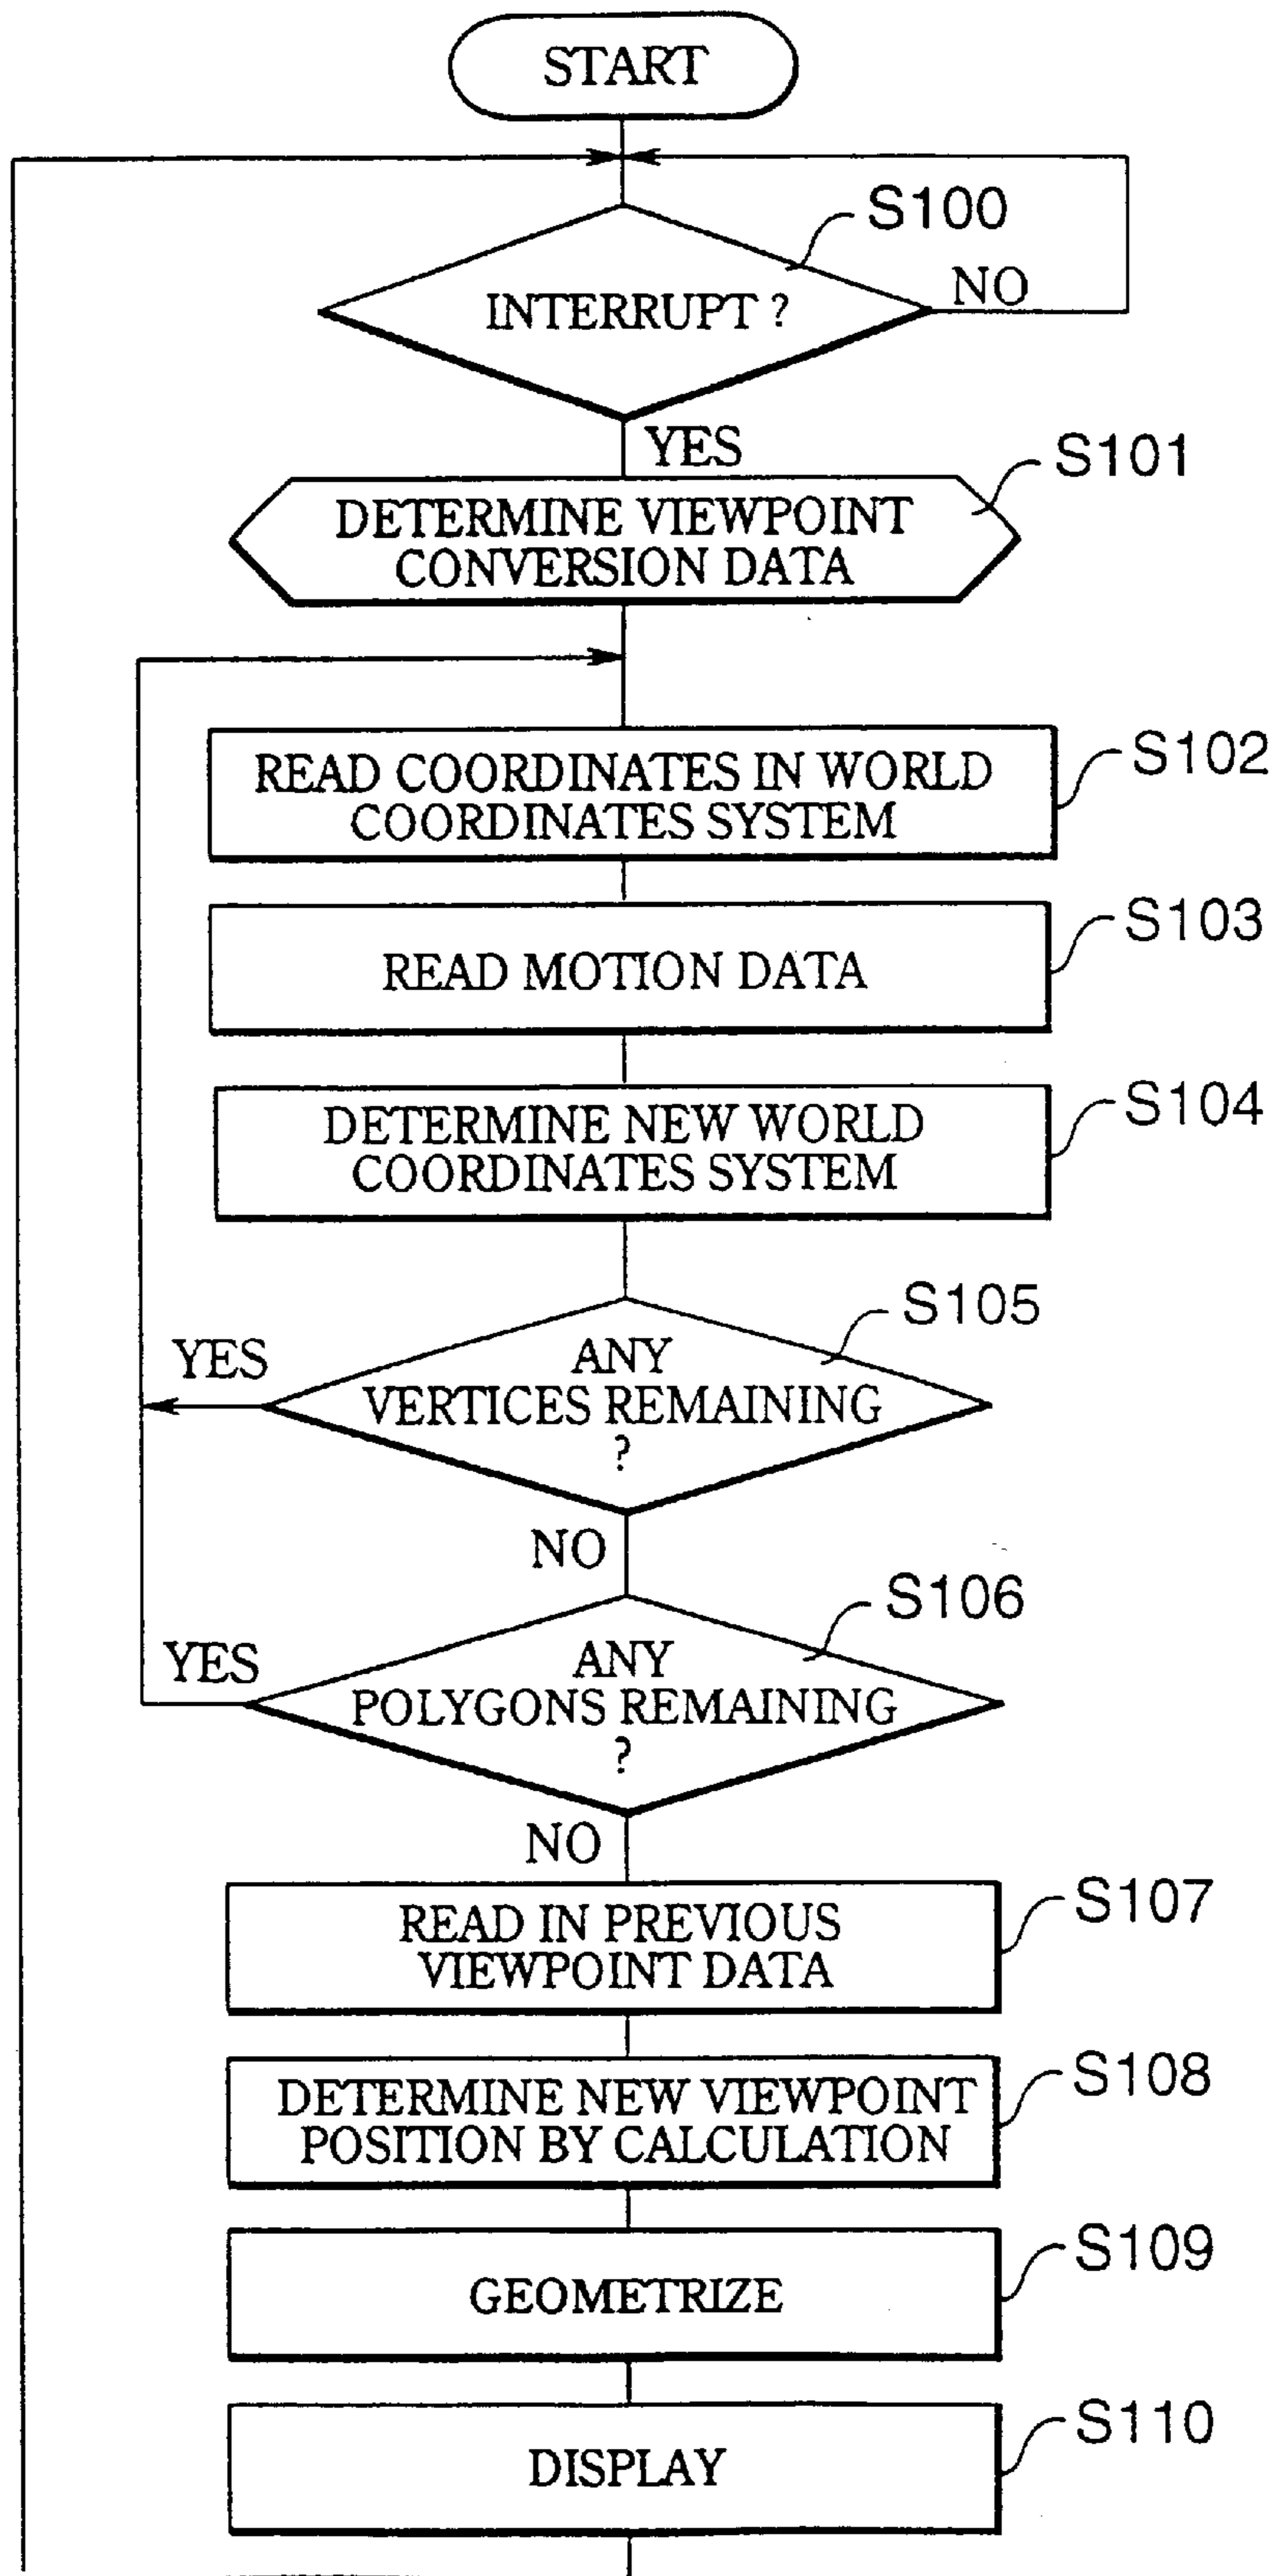 START
S100
INTERRUPT ?
NO
YES
S101
DETERMINE VIEWPOINT
CONVERSION DATA
S102
READ COORDINATES IN WORLD
COORDINATES SYSTEM
S103
READ MOTION DATA
S104
DETERMINE NEW WORLD
COORDINATES SYSTEM
S105
YES
ANY
VERTICES REMAINING
?
NO
S106
YES
ANY
POLYGONS REMAINING
?
NO
S107
READ IN PREVIOUS
VIEWPOINT DATA
S108
DETERMINE NEW VIEWPOINT
POSITION BY CALCULATION
S109
GEOMETRIZE
S110
DISPLAY